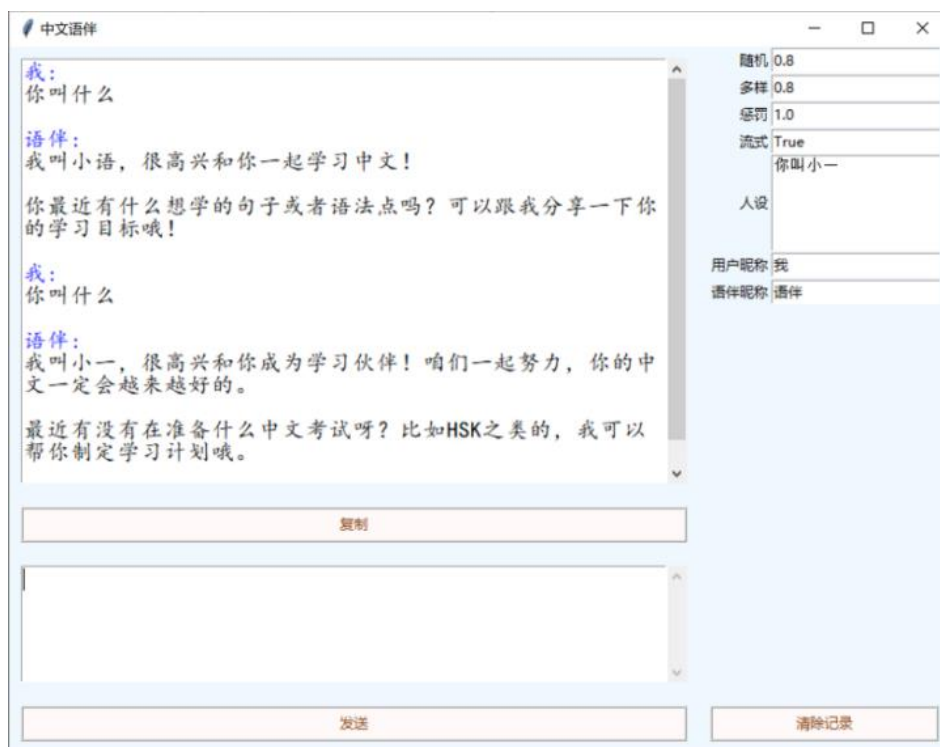 中文语伴
我:
你叫什么
语伴:
我叫小语, 很高兴和你一起学习中文!
你最近有什么想学的句子或者语法点吗? 可以跟我分享一下你
的学习目标哦!
我:
你叫什么
语伴:
我叫小一, 很高兴和你成为学习伙伴! 咱们一起努力, 你的中
文一定会越来越好的。
最近有没有在准备什么中文考试呀? 比如HSK之类的, 我可以
帮你制定学习计划哦。
复制
发送
随机 0.8
多样 0.8
惩罚 1.0
流式 True
人设 你叫小一
用户昵称 我
语伴昵称 语伴
清除记录